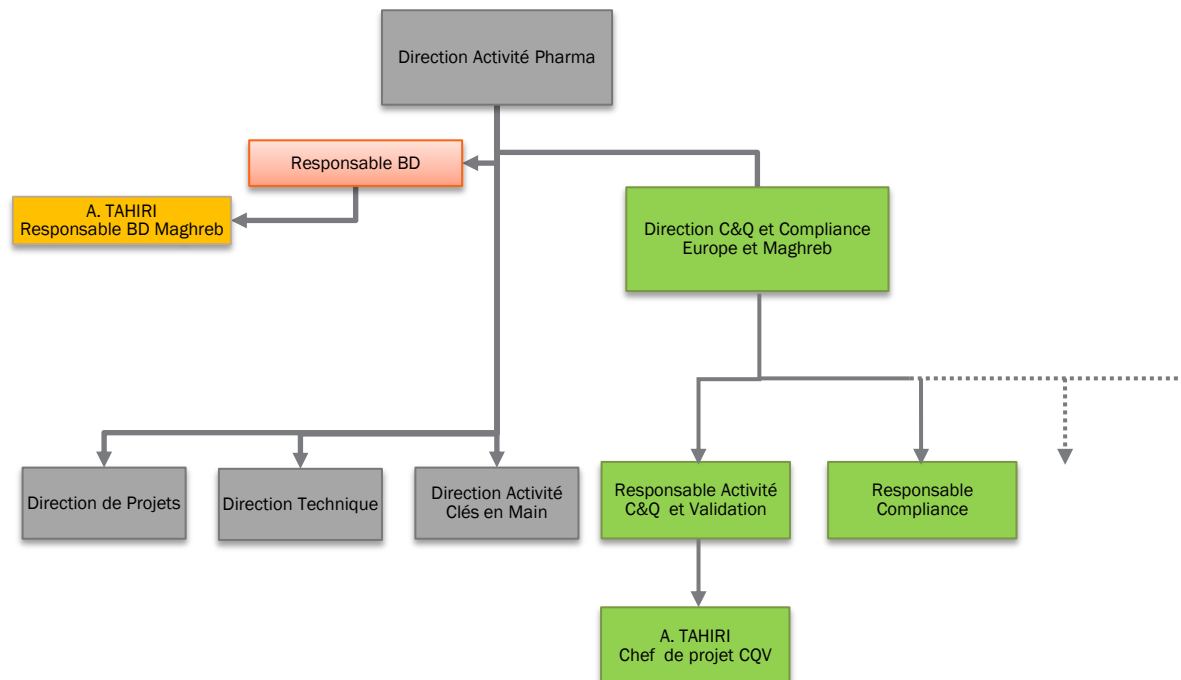 Direction Activité Pharma
Responsable BD
A. TAHIRI
Responsable BD Maghreb
Direction C&Q et Compliance
Europe et Maghreb
Direction de Projets
Direction Technique
Direction Activité
Clés en Main
Responsable Activité
C&Q et Validation
Responsable
Compliance
A. TAHIRI
Chef de projet CQV